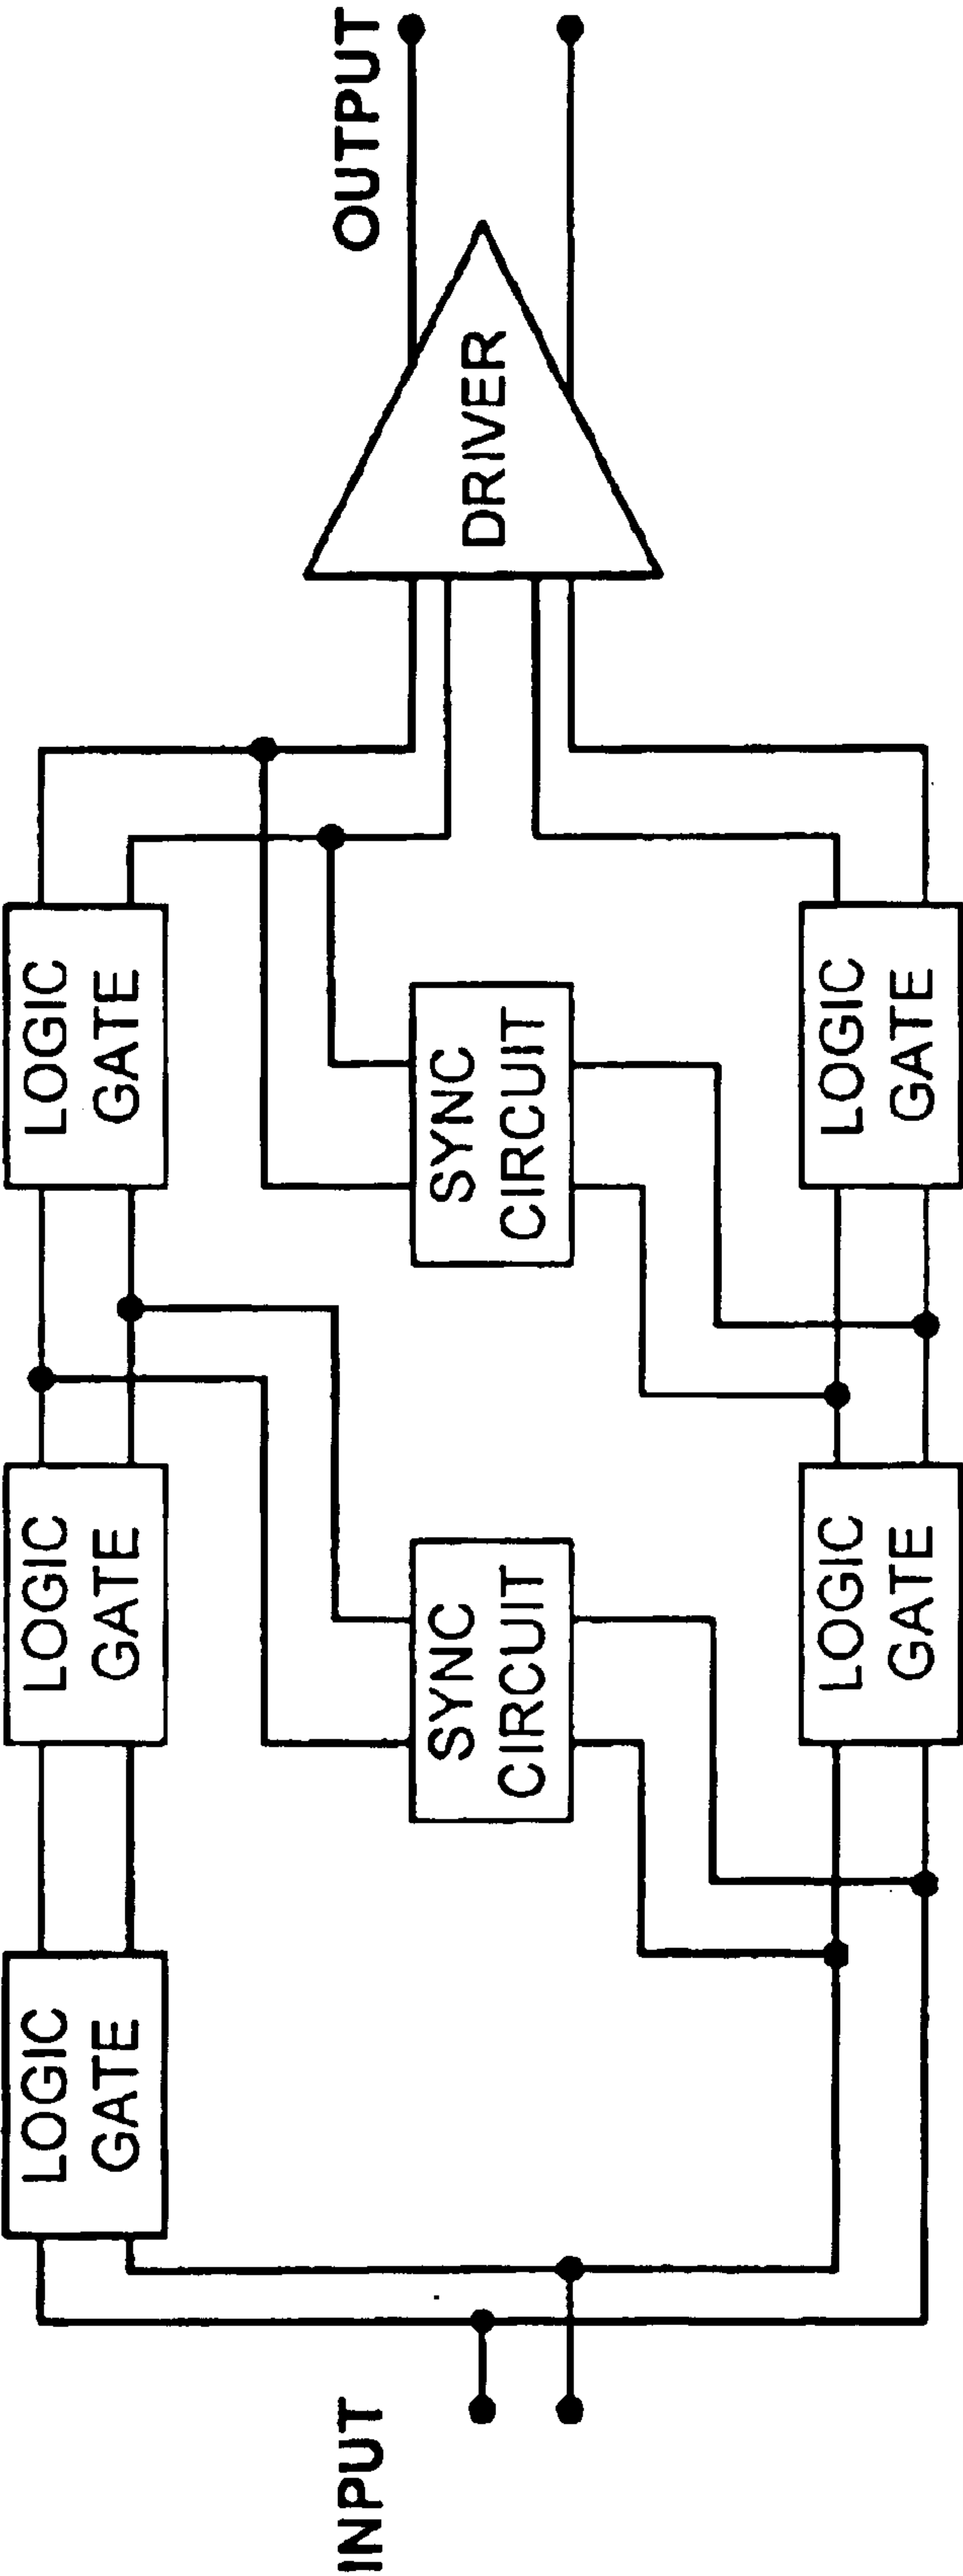 INPUT
LOGIC
GATE
LOGIC
GATE
LOGIC
GATE
SYNC
CIRCUIT
SYNC
CIRCUIT
LOGIC
GATE
LOGIC
GATE
DRIVER
OUTPUT